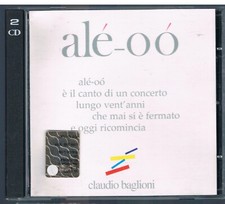 2
CD
alé-oó
alé-oó
è il canto di un concerto
lungo vent'anni
che mai si è fermato
e oggi ricomincia
claudio baglioni